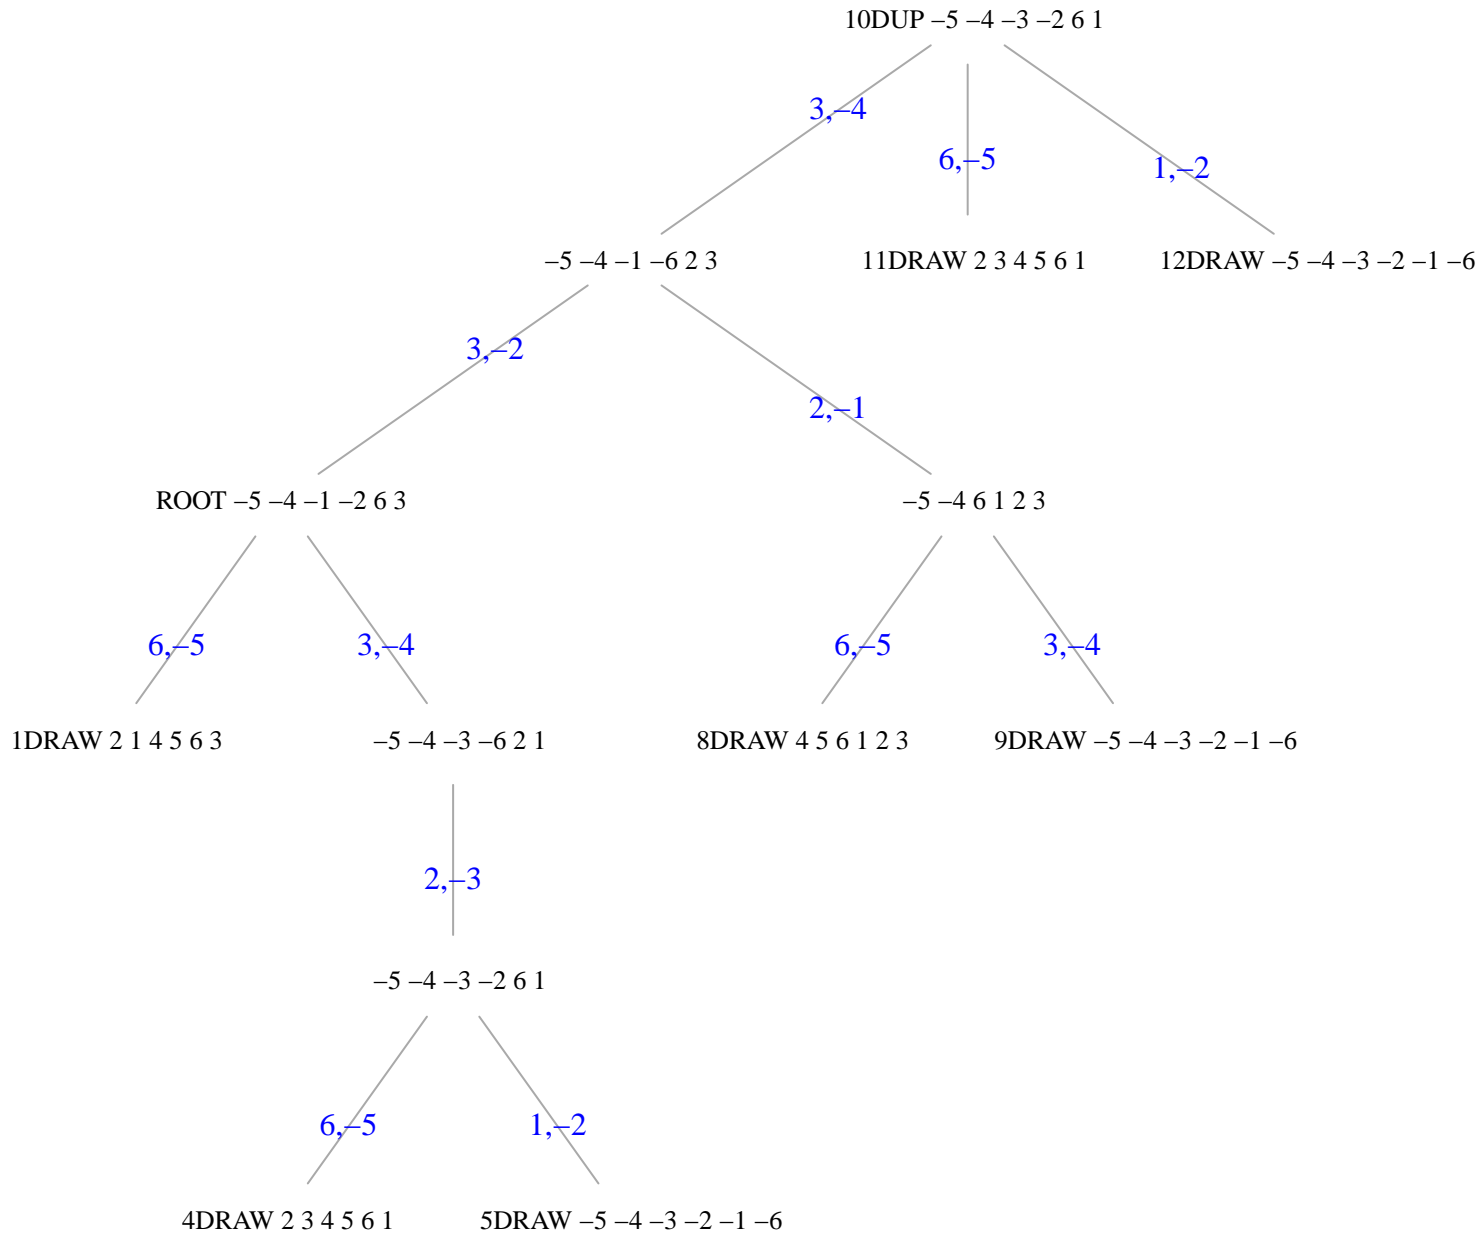 10DUP –5 –4 –3 –2 6 1
3,–4
6,–5
1,–2
–5 –4 –1 –6 2 3
11DRAW 2 3 4 5 6 1
12DRAW –5 –4 –3 –2 –1 –6
3,–2
2,–1
ROOT –5 –4 –1 –2 6 3
–5 –4 6 1 2 3
6,–5
3,–4
6,–5
3,–4
1DRAW 2 1 4 5 6 3
–5 –4 –3 –6 2 1
8DRAW 4 5 6 1 2 3
9DRAW –5 –4 –3 –2 –1 –6
2,–3
–5 –4 –3 –2 6 1
6,–5
1,–2
4DRAW 2 3 4 5 6 1
5DRAW –5 –4 –3 –2 –1 –6